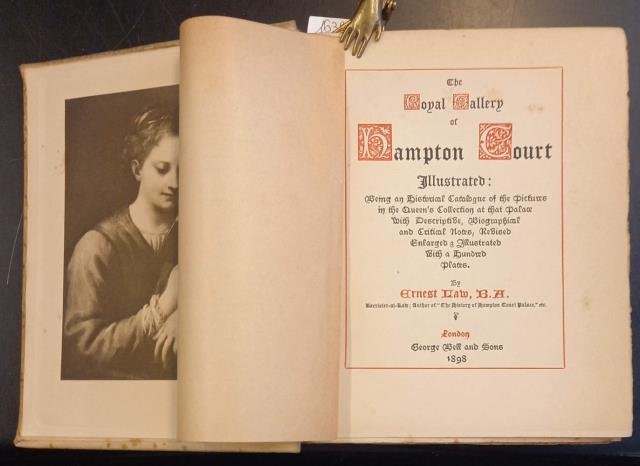 The
Royal Gallery
of
Hampton Court
Illustrated:
Being an Historical Catalogue of the Pictures
in the Queen's Collection at that Palace
With Descriptive, Biographical
and Critical Notes, Revised
Enlarged & Illustrated
With a Hundred
Plates.
By
Ernest Law, B.A.
Barrister-at-Law; Author of "The History of Hampton Court Palace," etc.
London
George Bell and Sons
1898